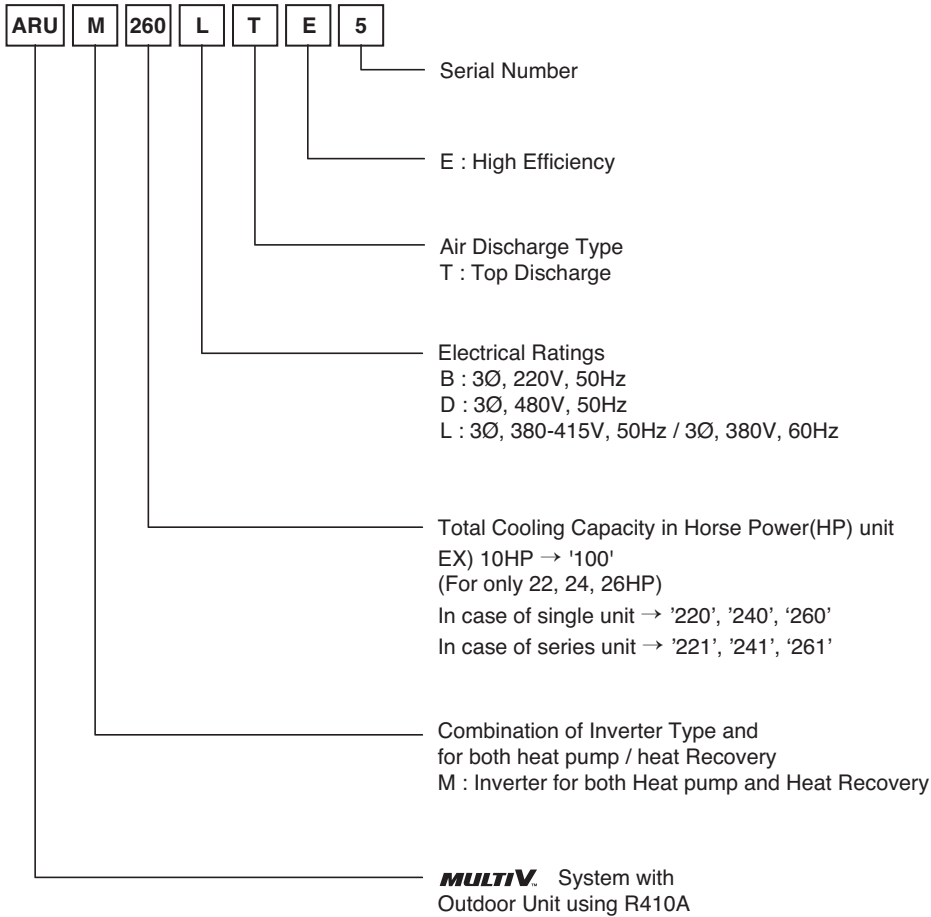 ARU M 260 L T E 5
Serial Number
E : High Efficiency
Air Discharge Type
T : Top Discharge
Electrical Ratings
B : 3Ø, 220V, 50Hz
D : 3Ø, 480V, 50Hz
L : 3Ø, 380-415V, 50Hz / 3Ø, 380V, 60Hz
Total Cooling Capacity in Horse Power(HP) unit
EX) 10HP → '100'
(For only 22, 24, 26HP)
In case of single unit → ’220’, ’240’, ‘260’
In case of series unit → ’221’, ’241’, ‘261’
Combination of Inverter Type and
for both heat pump / heat Recovery
M : Inverter for both Heat pump and Heat Recovery
MULTI V™ System with
Outdoor Unit using R410A